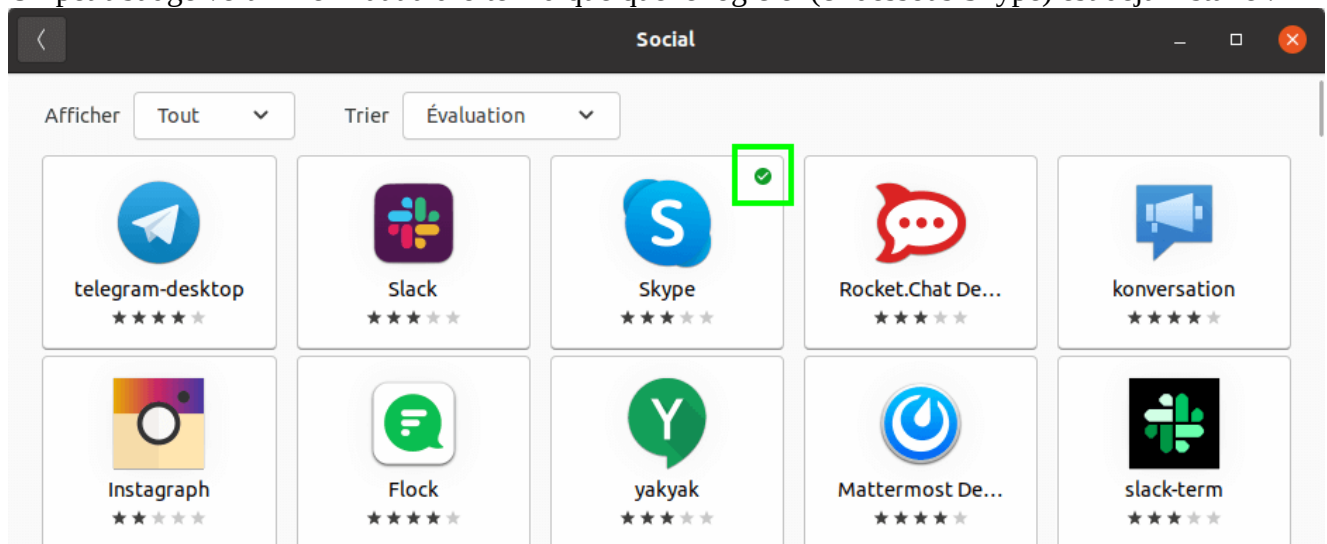 Social
Afficher Tout Trier Évaluation
telegram-desktop Slack Skype Rocket.Chat De... konversation
Instagraph Flock yakyak Mattermost De... slack-term